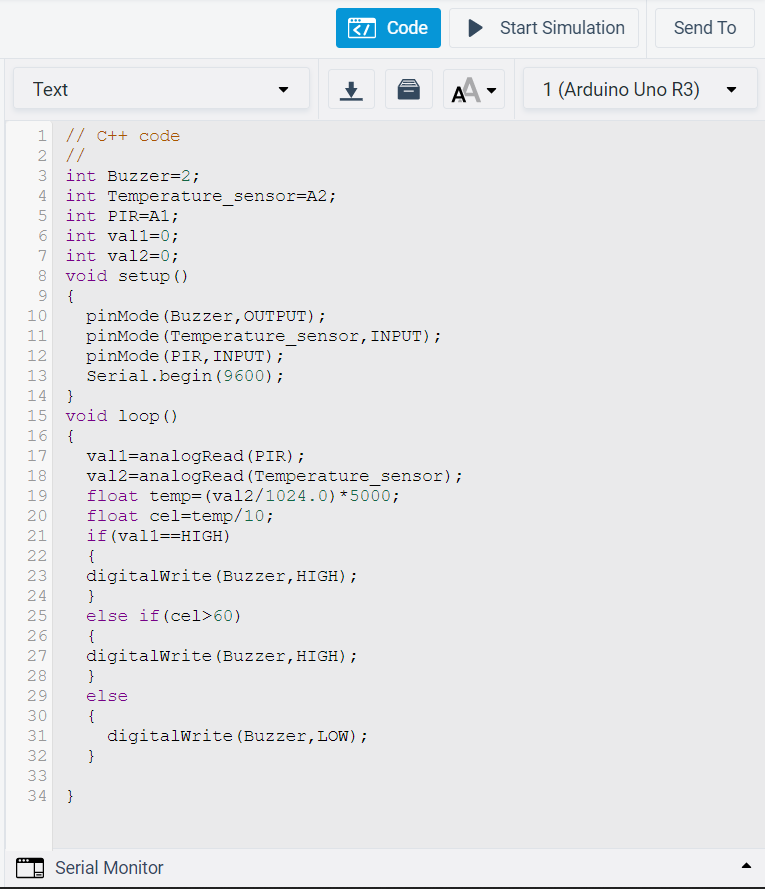 Code
Start Simulation
Send To
Text
1 (Arduino Uno R3)
1 // C++ code
2 //
3 int Buzzer=2;
4 int Temperature_sensor=A2;
5 int PIR=A1;
6 int val1=0;
7 int val2=0;
8 void setup()
9 {
10   pinMode(Buzzer,OUTPUT);
11   pinMode(Temperature_sensor,INPUT);
12   pinMode(PIR,INPUT);
13   Serial.begin(9600);
14 }
15 void loop()
16 {
17   val1=analogRead(PIR);
18   val2=analogRead(Temperature_sensor);
19   float temp=(val2/1024.0)*5000;
20   float cel=temp/10;
21   if(val1==HIGH)
22   {
23   digitalWrite(Buzzer,HIGH);
24   }
25   else if(cel>60)
26   {
27   digitalWrite(Buzzer,HIGH);
28   }
29   else
30   {
31     digitalWrite(Buzzer,LOW);
32   }
33
34 }
Serial Monitor